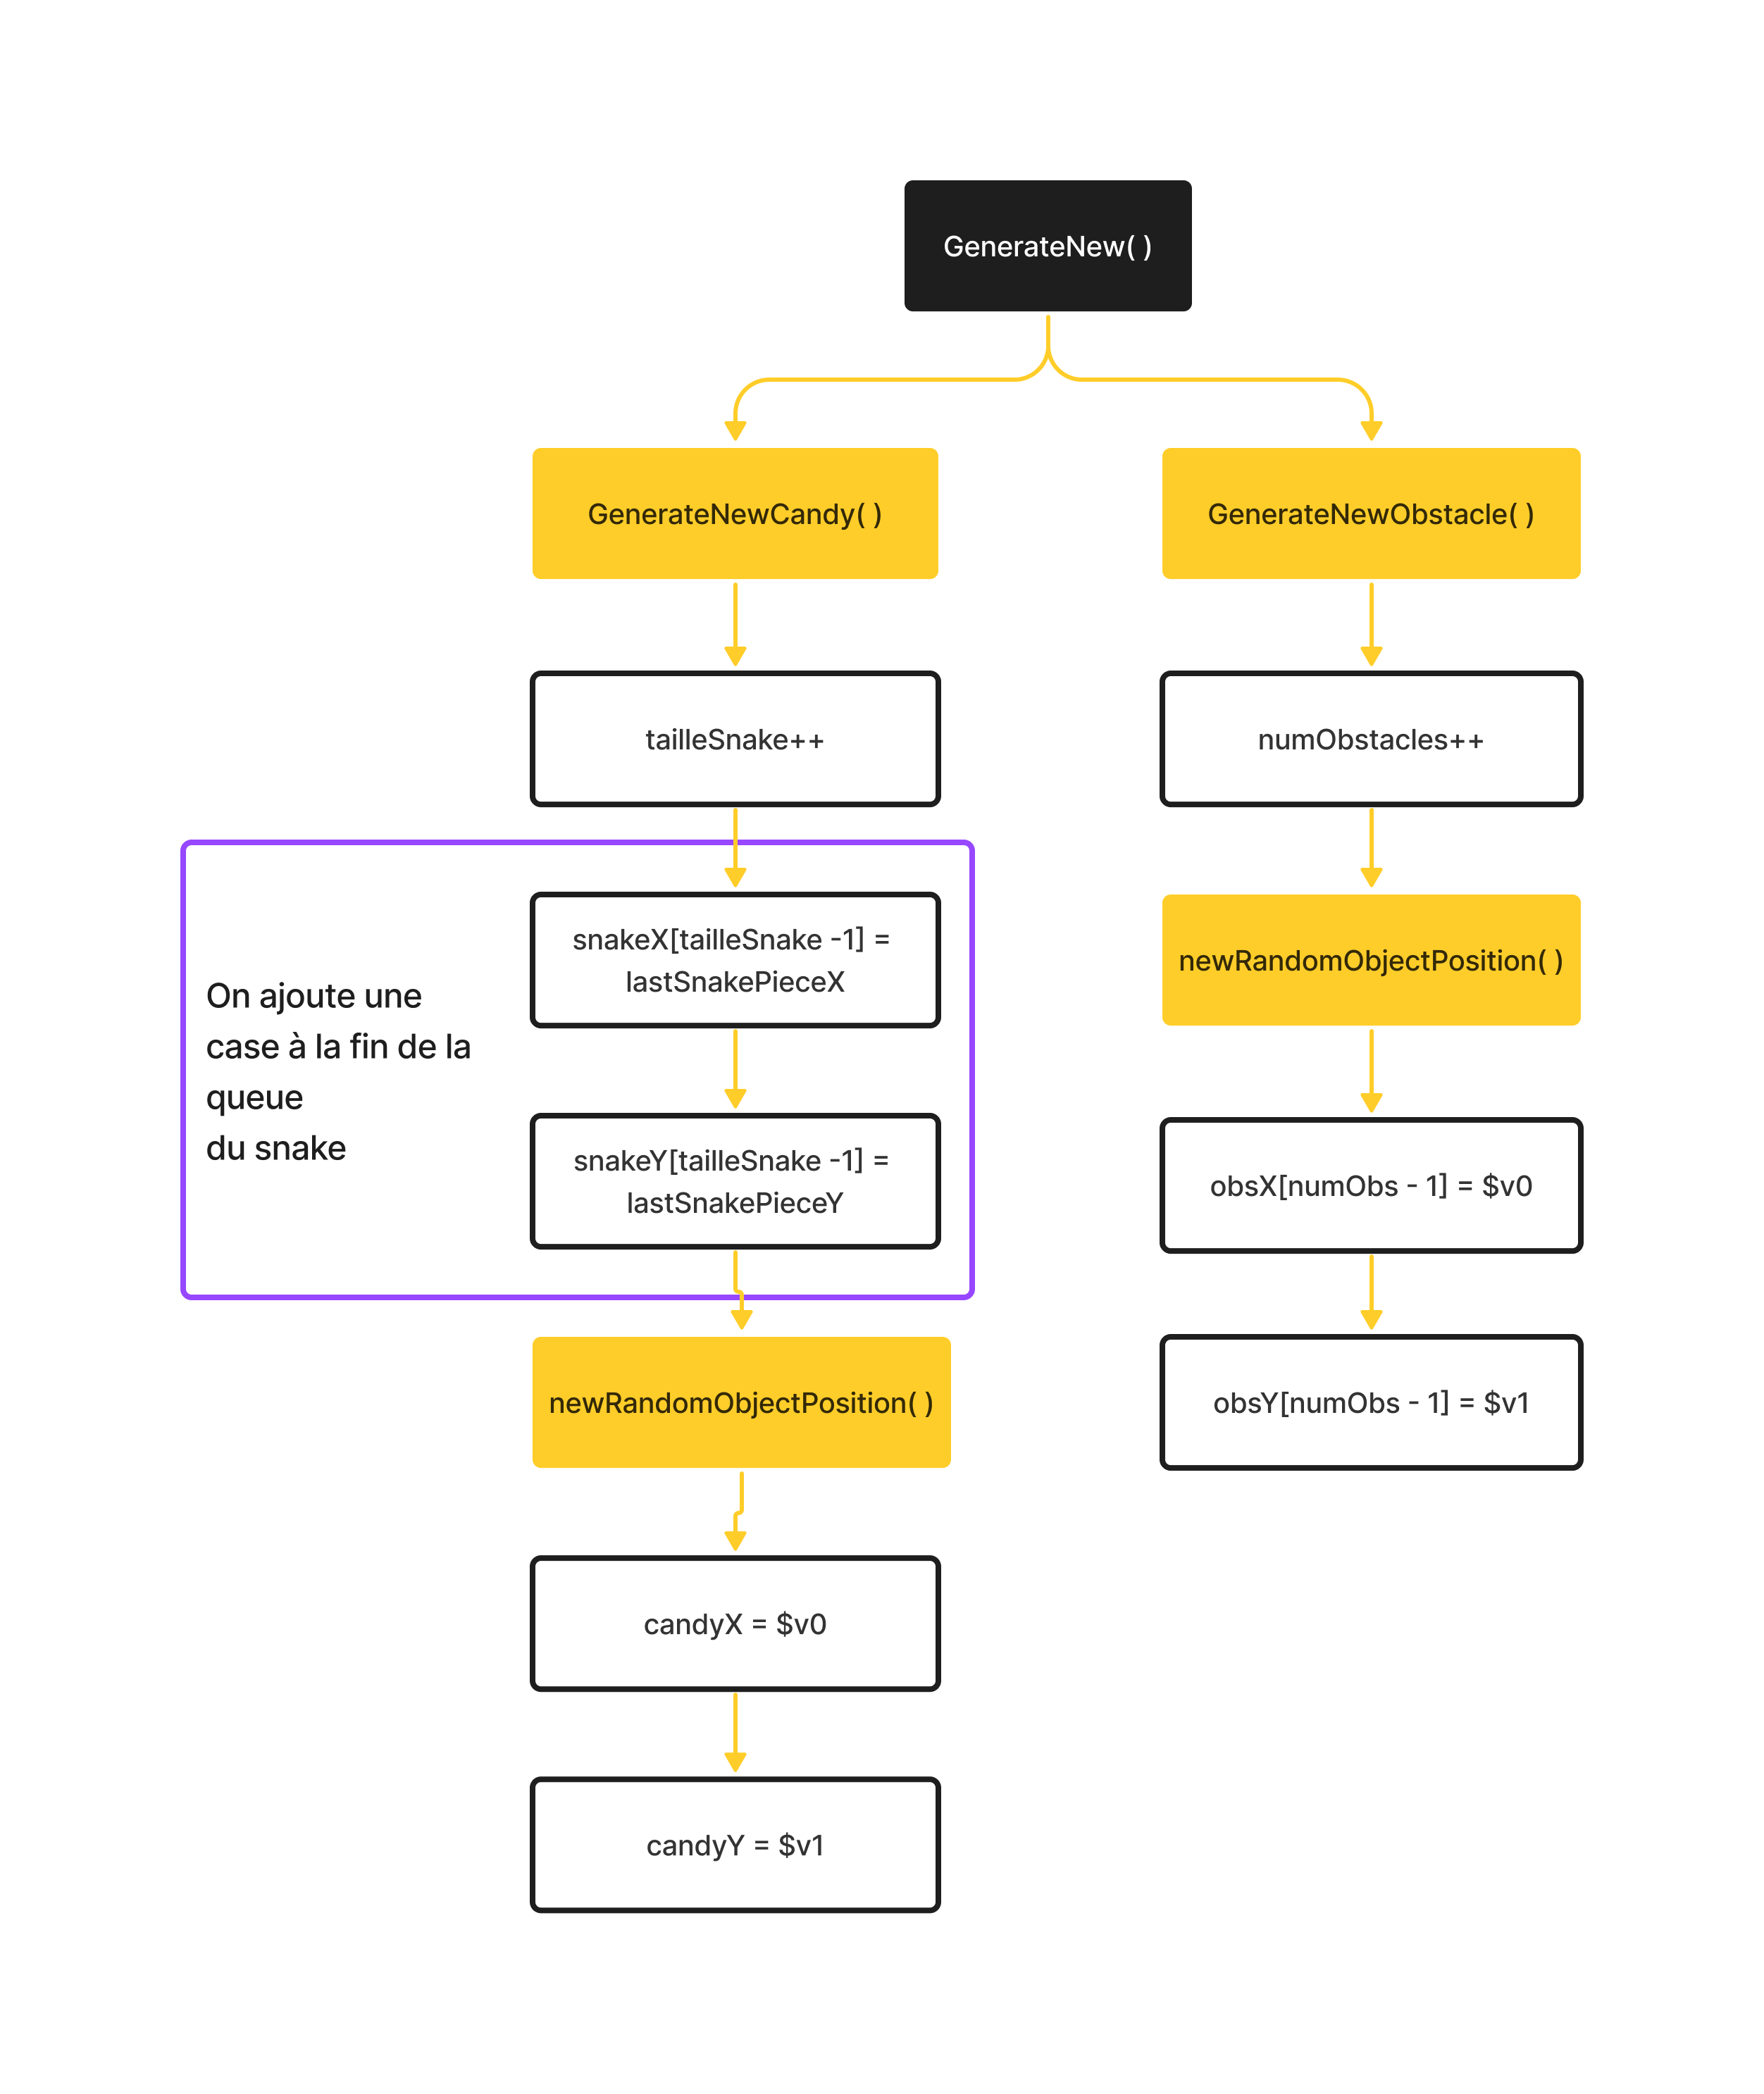 GenerateNew( )
GenerateNewCandy( )
GenerateNewObstacle( )
tailleSnake++
numObstacles++
On ajoute une
case à la fin de la
queue
du snake
snakeX[tailleSnake -1] =
lastSnakePieceX
snakeY[tailleSnake -1] =
lastSnakePieceY
newRandomObjectPosition( )
obsX[numObs - 1] = $v0
obsY[numObs - 1] = $v1
newRandomObjectPosition( )
candyX = $v0
candyY = $v1